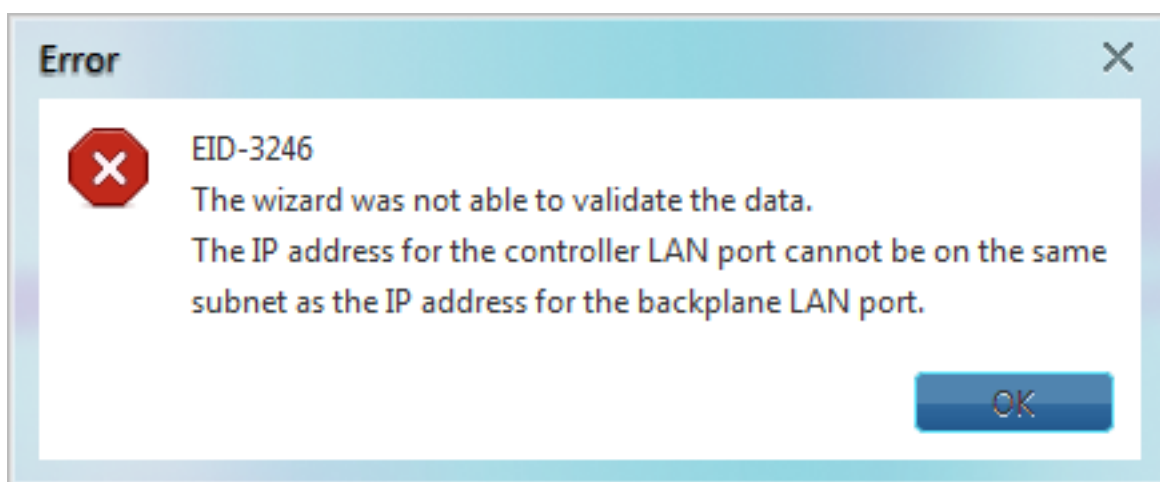 Error
EID-3246
The wizard was not able to validate the data.
The IP address for the controller LAN port cannot be on the same
subnet as the IP address for the backplane LAN port.
OK